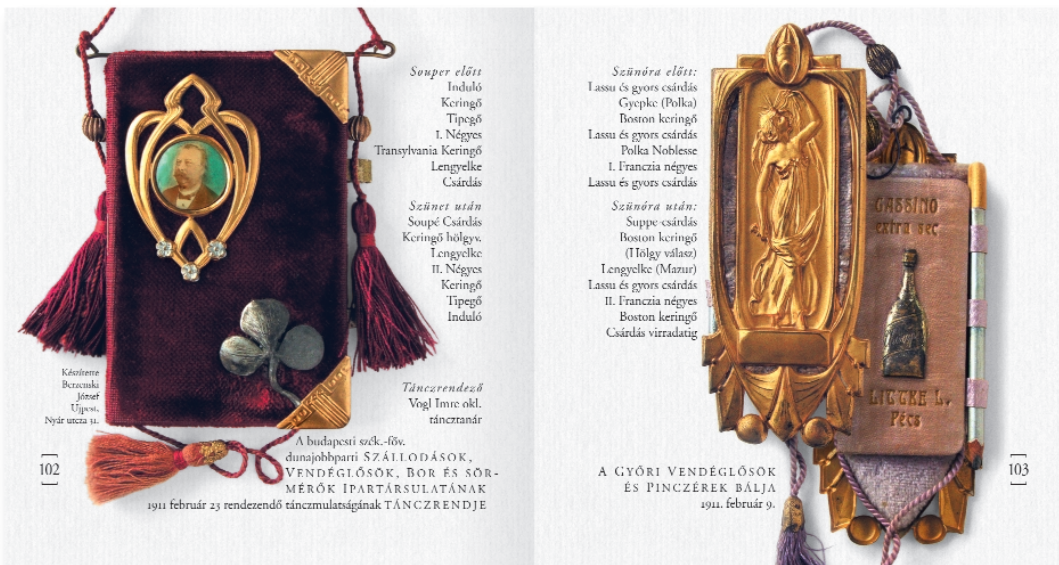 Souper előtt
Induló
Keringő
Tipegő
I. Négyes
Transylvania Keringő
Lengyelke
Csárdás
Szünet után
Soupé Csárdás
Keringő hölgyv.
Lengyelke
II. Négyes
Keringő
Tipegő
Induló
Készítette
Berzenski
József
Ujpest,
Nyár utcza 31.
Tánczrendező
Vogl Imre okl.
táncztanár
A budapesti szék.-főv.
dunajobbparti SZÁLLODÁSOK,
VENDÉGLŐSÖK, BOR ÉS SÖR-
MÉRŐK IPARTÁRSULATÁNAK
1911 február 23 rendezendő tánczmulatságának TÁNCZRENDJE
102
Szünóra előtt:
Lassu és gyors csárdás
Gyepke (Polka)
Boston keringő
Lassu és gyors csárdás
Polka Noblesse
I. Franczia négyes
Lassu és gyors csárdás
Szünóra után:
Suppe-csárdás
Boston keringő
(Hölgy válasz)
Lengyelke (Mazur)
Lassu és gyors csárdás
II. Franczia négyes
Boston keringő
Csárdás virradatig
CASSINO
extra sec
LITTKE L.
Pécs
A GYŐRI VENDÉGLŐSÖK
ÉS PINCZÉREK BÁLJA
1911. február 9.
103